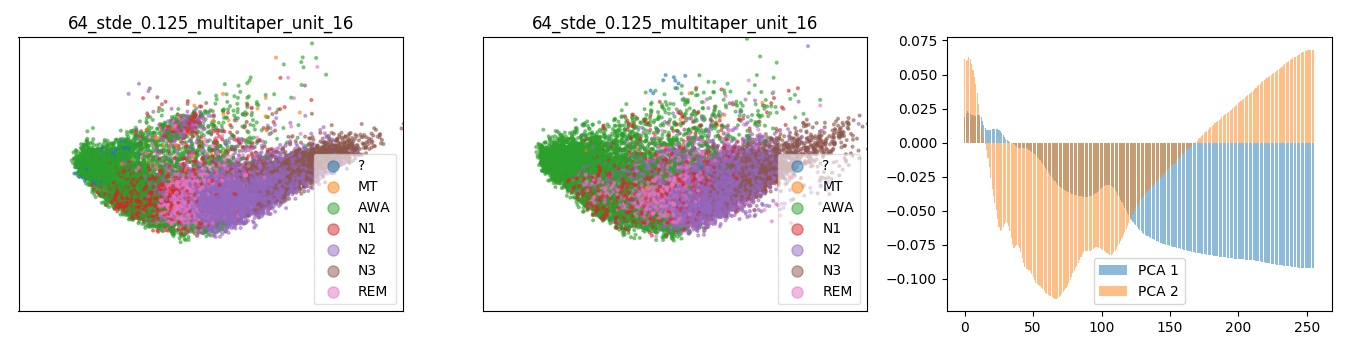 64_stde_0.125_multitaper_unit_16
?
MT
AWA
N1
N2
N3
REM
64_stde_0.125_multitaper_unit_16
?
MT
AWA
N1
N2
N3
REM
0.075
0.050
0.025
0.000
−0.025
−0.050
−0.075
−0.100
PCA 1
PCA 2
0 50 100 150 200 250